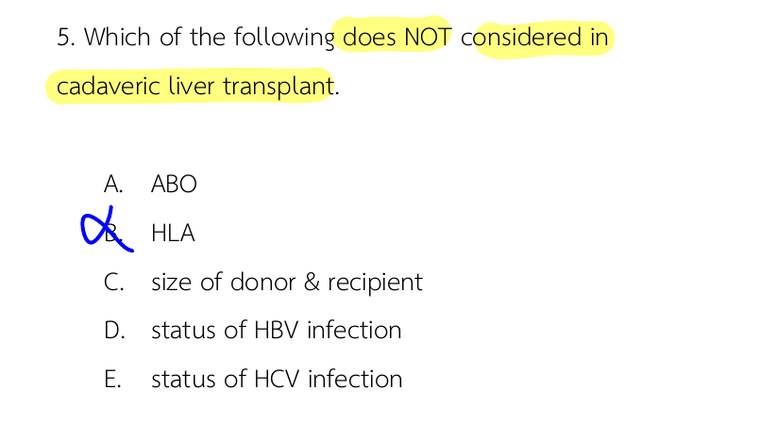 5. Which of the following does NOT considered in
cadaveric liver transplant.
A. ABO
B. HLA
C. size of donor & recipient
D. status of HBV infection
E. status of HCV infection